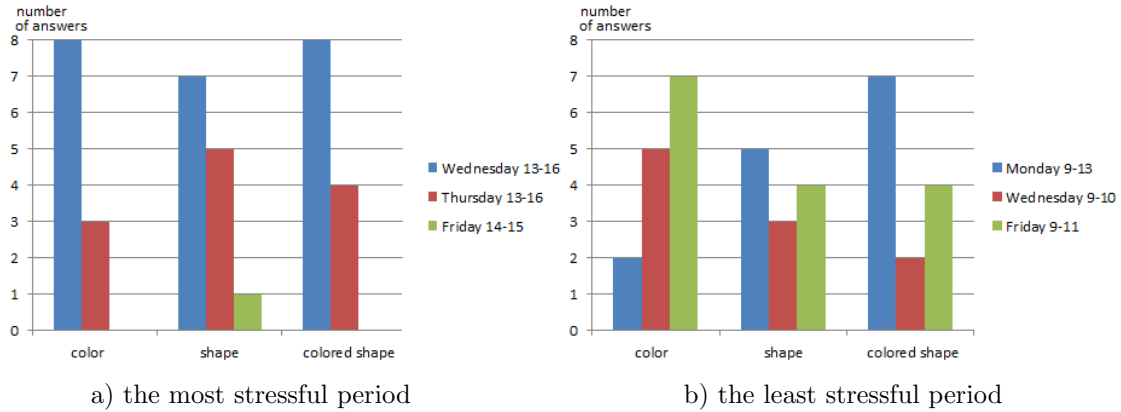 number
of answers
8
7
6
5
4
3
2
1
0
color
shape
colored shape
Wednesday 13-16
Thursday 13-16
Friday 14-15
a) the most stressful period
number
of answers
8
7
6
5
4
3
2
1
0
color
shape
colored shape
Monday 9-13
Wednesday 9-10
Friday 9-11
b) the least stressful period